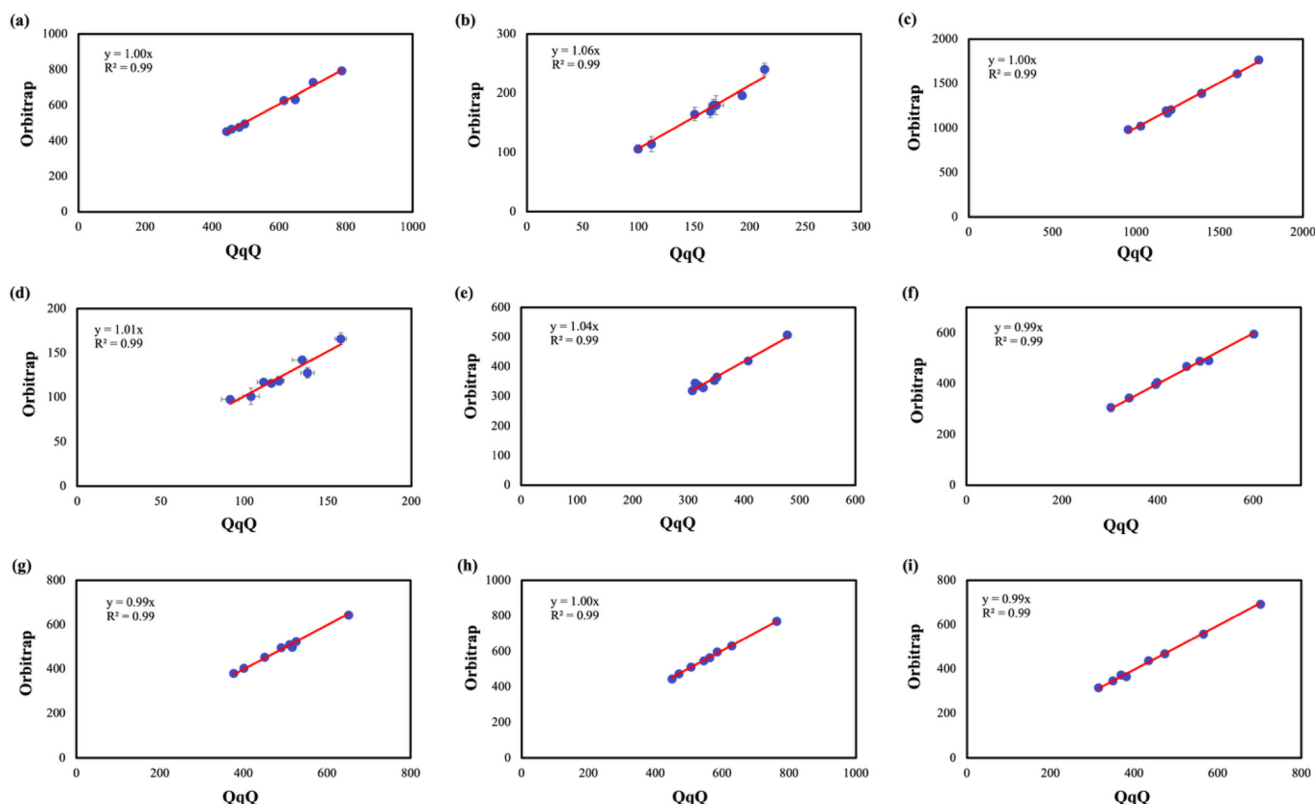 (a)
y = 1.00x
R² = 0.99
1000
800
600
400
200
0
Orbitrap
0 200 400 600 800 1000
QqQ
(b)
y = 1.06x
R² = 0.99
300
200
100
0
Orbitrap
0 50 100 150 200 250 300
QqQ
(c)
y = 1.00x
R² = 0.99
2000
1500
1000
500
0
Orbitrap
0 500 1000 1500 2000
QqQ
(d)
y = 1.01x
R² = 0.99
200
150
100
50
0
Orbitrap
0 50 100 150 200
QqQ
(e)
y = 1.04x
R² = 0.99
600
500
400
300
200
100
0
Orbitrap
0 100 200 300 400 500 600
QqQ
(f)
y = 0.99x
R² = 0.99
600
400
200
0
Orbitrap
0 200 400 600
QqQ
(g)
y = 0.99x
R² = 0.99
800
600
400
200
0
Orbitrap
0 200 400 600 800
QqQ
(h)
y = 1.00x
R² = 0.99
1000
800
600
400
200
0
Orbitrap
0 200 400 600 800 1000
QqQ
(i)
y = 0.99x
R² = 0.99
800
600
400
200
0
Orbitrap
0 200 400 600 800
QqQ